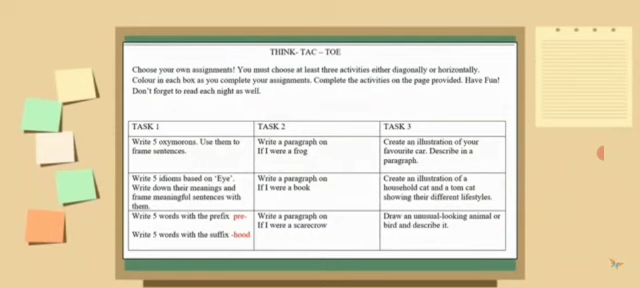 THINK- TAC – TOE
Choose your own assignments! You must choose at least three activities either diagonally or horizontally.
Colour in each box as you complete your assignments. Complete the activities on the page provided. Have Fun!
Don't forget to read each night as well.
TASK 1
TASK 2
TASK 3
Write 5 oxymorons. Use them to
frame sentences.
Write a paragraph on
If I were a frog
Create an illustration of your
favourite car. Describe in a
paragraph.
Write 5 idioms based on 'Eye'.
Write down their meanings and
frame meaningful sentences with
them.
Write a paragraph on
If I were a book
Create an illustration of a
household cat and a tom cat
showing their different lifestyles.
Write 5 words with the prefix pre-
Write 5 words with the suffix -hood
Write a paragraph on
If I were a scarecrow
Draw an unusual-looking animal or
bird and describe it.